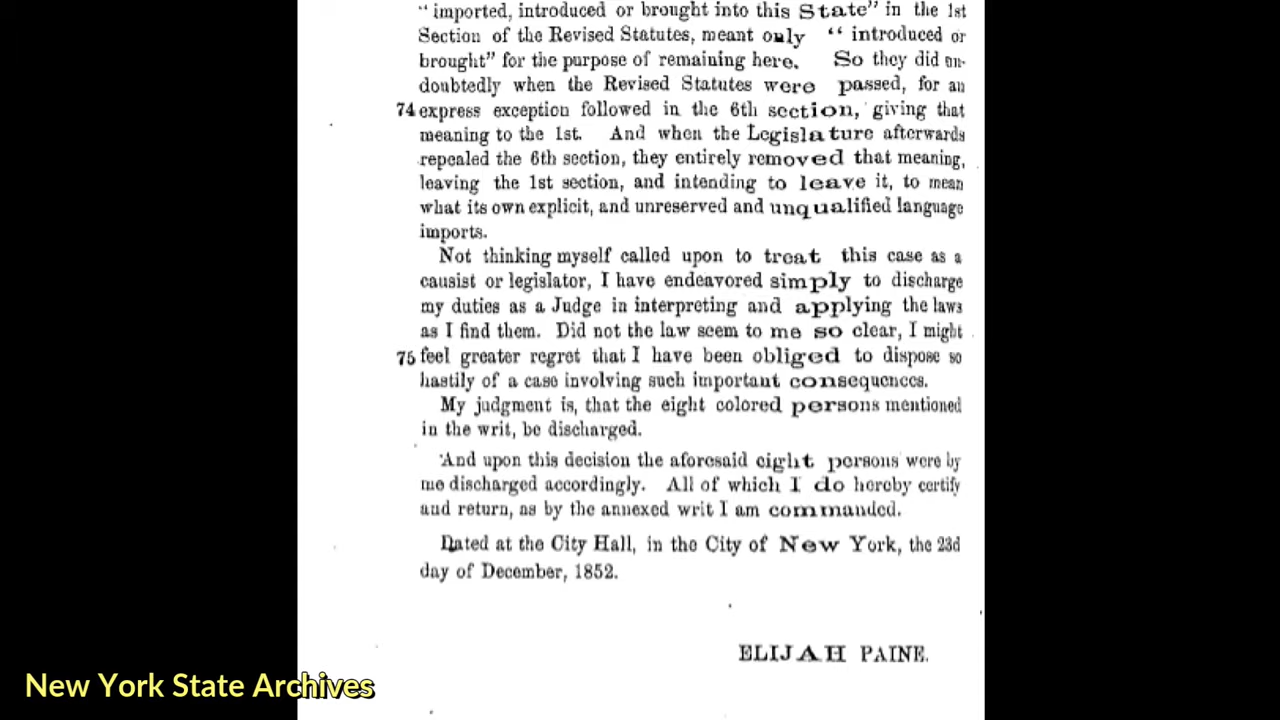 “imported, introduced or brought into this State” in the 1st
Section of the Revised Statutes, meant only “ introduced or
brought” for the purpose of remaining here. So they did un-
doubtedly when the Revised Statutes were passed, for an
74 express exception followed in the 6th section, giving that
meaning to the 1st. And when the Legislature afterwards
repealed the 6th section, they entirely removed that meaning,
leaving the 1st section, and intending to leave it, to mean
what its own explicit, and unreserved and unqualified language
imports.
Not thinking myself called upon to treat this case as a
causist or legislator, I have endeavored simply to discharge
my duties as a Judge in interpreting and applying the laws
as I find them. Did not the law seem to me so clear, I might
75 feel greater regret that I have been obliged to dispose so
hastily of a case involving such important consequences.
My judgment is, that the eight colored persons mentioned
in the writ, be discharged.
And upon this decision the aforesaid eight persons were by
me discharged accordingly. All of which I do hereby certify
and return, as by the annexed writ I am commanded.
Dated at the City Hall, in the City of New York, the 23d
day of December, 1852.
ELIJAH PAINE.
New York State Archives